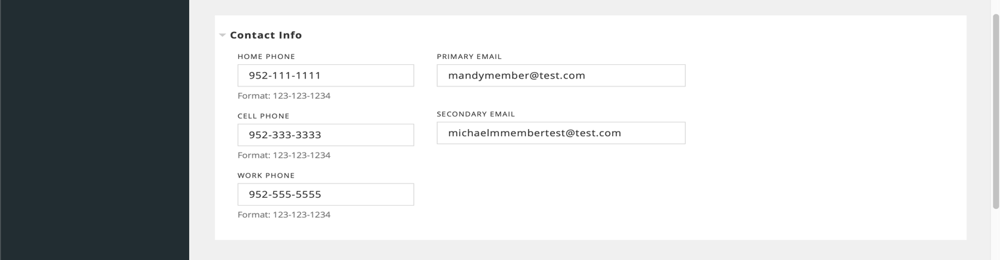 Contact Info
HOME PHONE
952-111-1111
Format: 123-123-1234
CELL PHONE
952-333-3333
Format: 123-123-1234
WORK PHONE
952-555-5555
Format: 123-123-1234
PRIMARY EMAIL
mandymember@test.com
SECONDARY EMAIL
michaelmmembertest@test.com